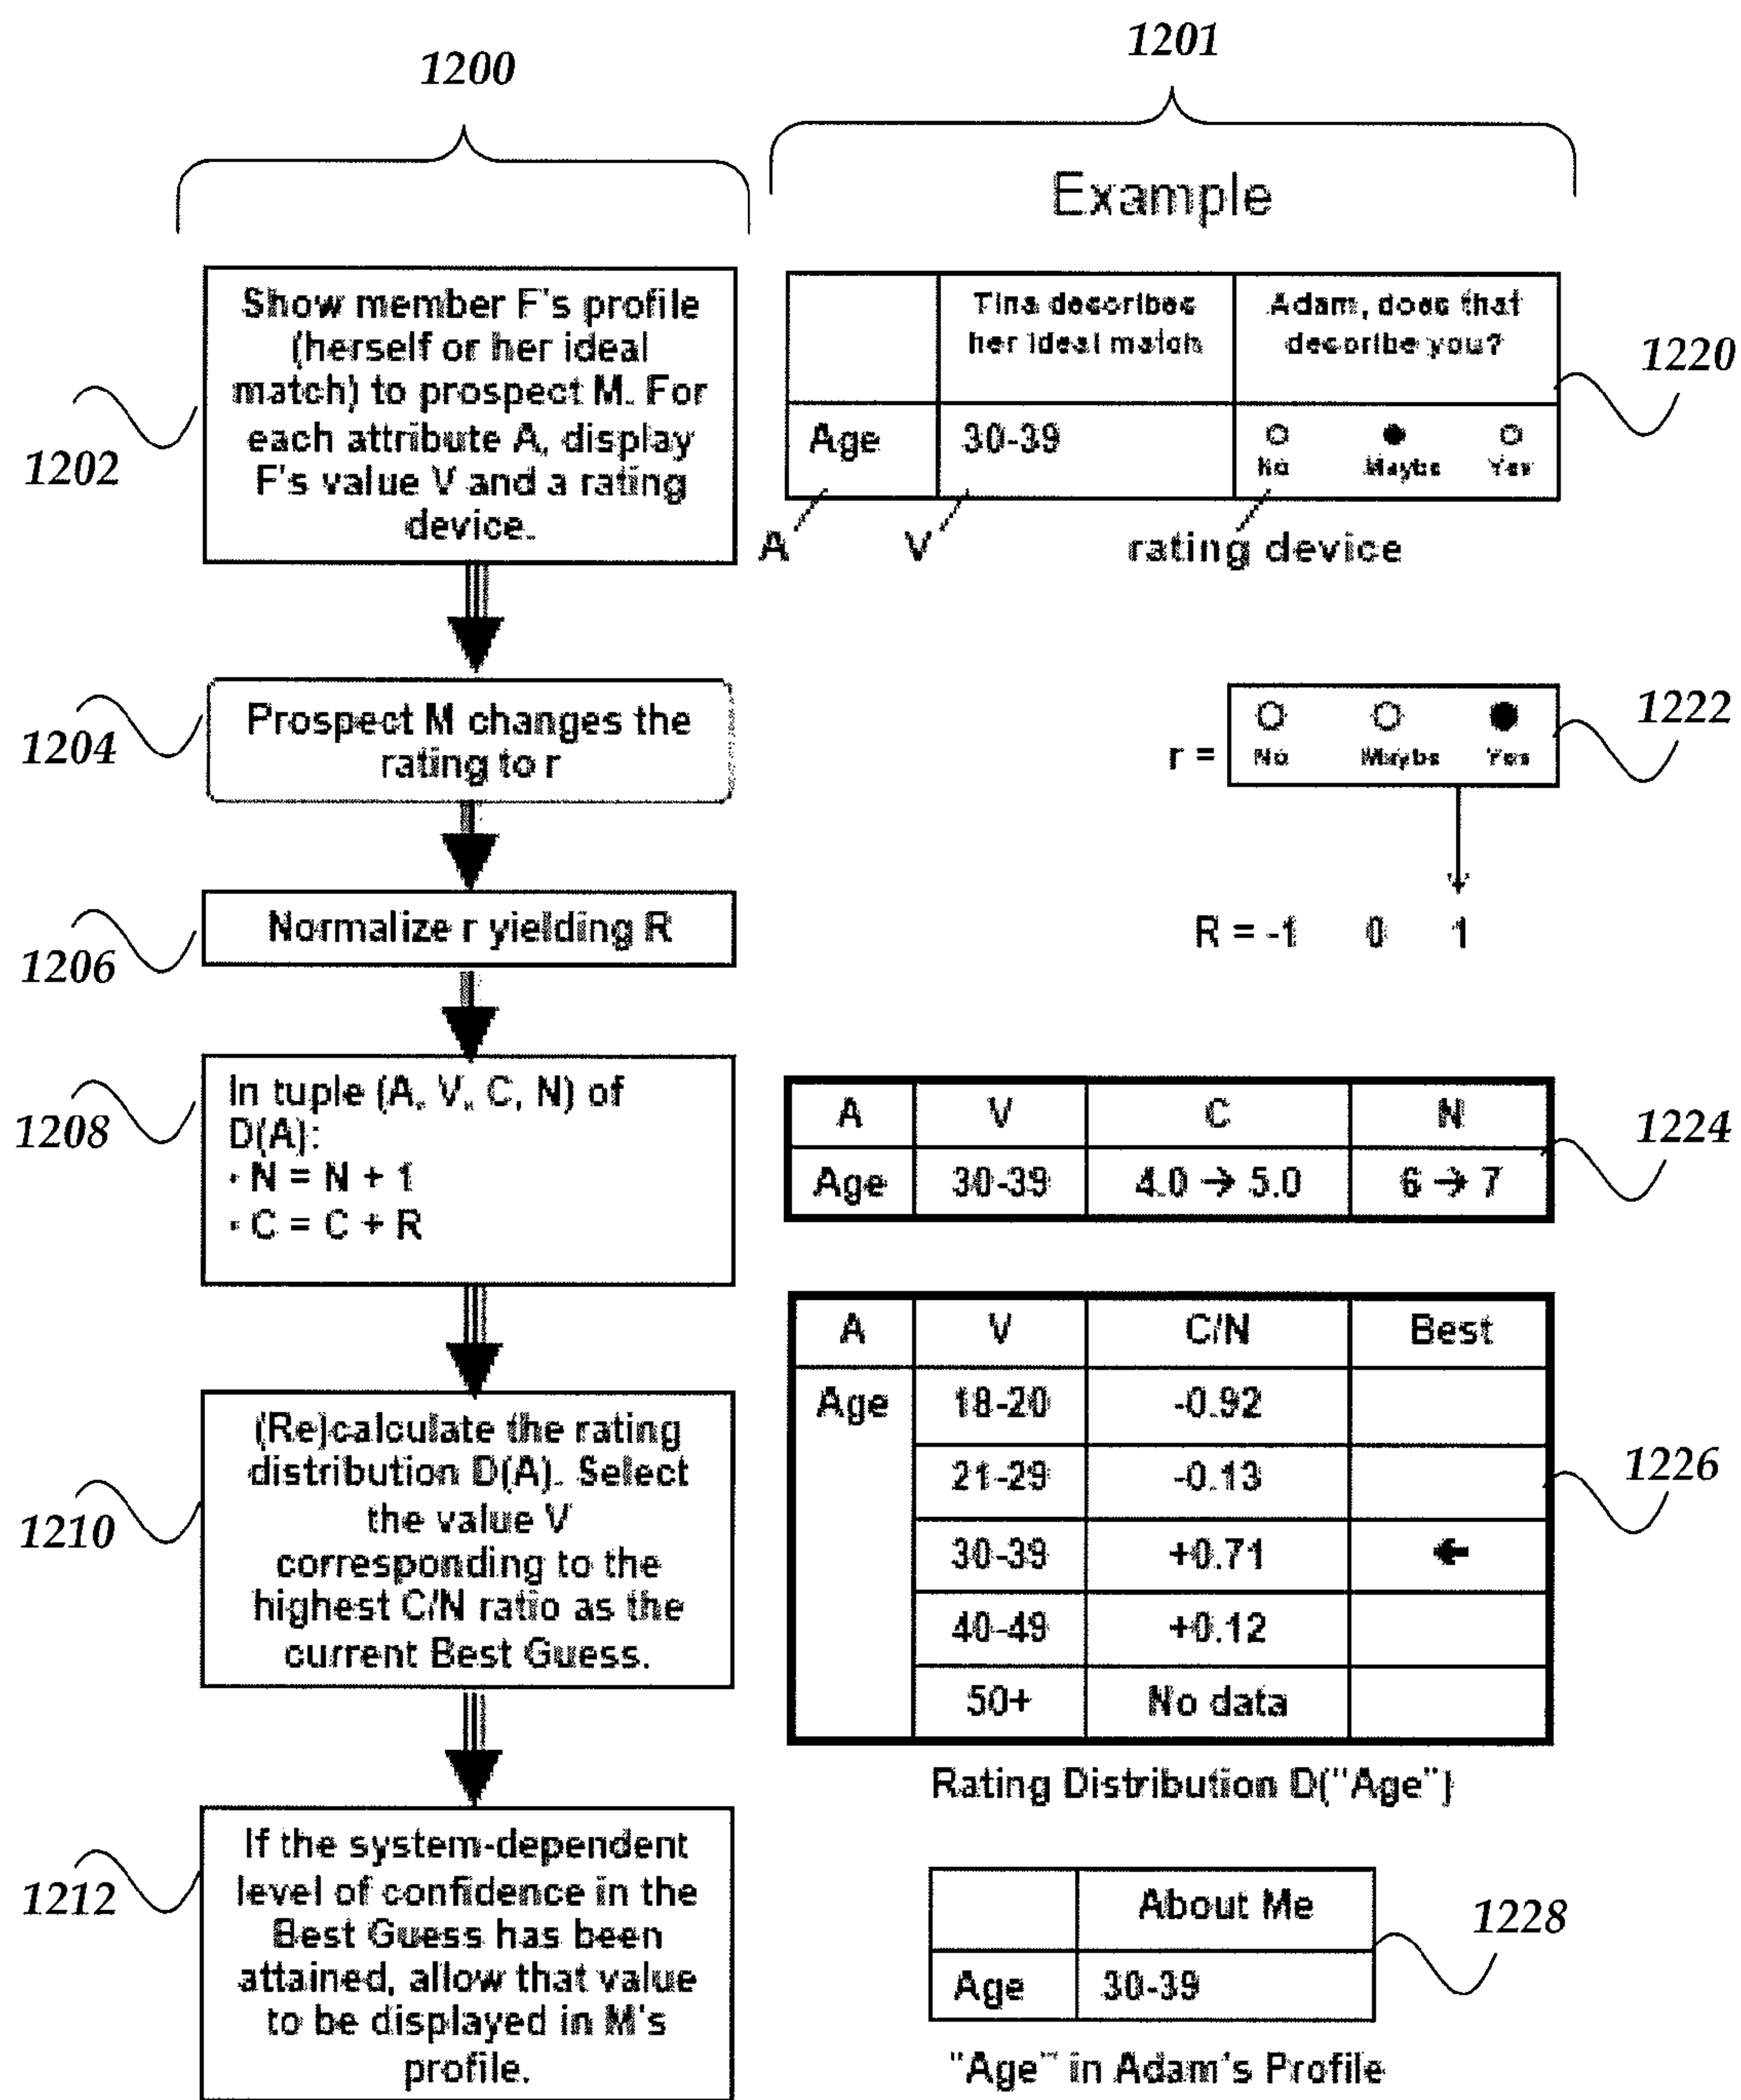 1200
1201
Example
Show member F's profile
(herself or her ideal
match) to prospect M. For
each attribute A, display
F's value V and a rating
device.
1202
Tina describes
her ideal match
Adam, does that
describe you?
Age
30-39
No
Maybe
Yes
1220
A
V
rating device
Prospect M changes the
rating to r
1204
r =
No
Maybe
Yes
1222
Normalize r yielding R
1206
R = -1 0 1
In tuple (A, V, C, N) of
D(A):
· N = N + 1
· C = C + R
1208
A V C N
Age 30-39 4.0 → 5.0 6 → 7
1224
(Re)calculate the rating
distribution D(A). Select
the value V
corresponding to the
highest C/N ratio as the
current Best Guess.
1210
A V C/N Best
Age 18-20 -0.92
21-29 -0.13
30-39 +0.71 ←
40-49 +0.12
50+ No data
1226
Rating Distribution D("Age")
If the system-dependent
level of confidence in the
Best Guess has been
attained, allow that value
to be displayed in M's
profile.
1212
About Me
Age 30-39
1228
"Age" in Adam's Profile